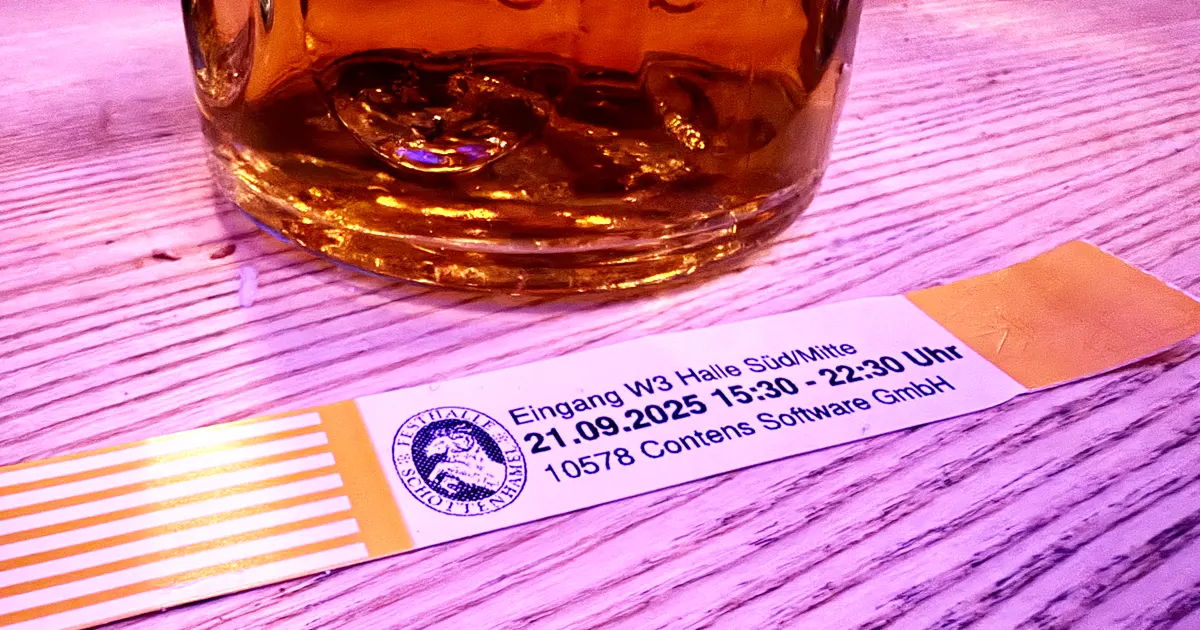 Eingang W3 Halle Süd/Mitte
21.09.2025 15:30 - 22:30 Uhr
10578 Contens Software GmbH
FESTHALLE
SCHOTTENHAMEL